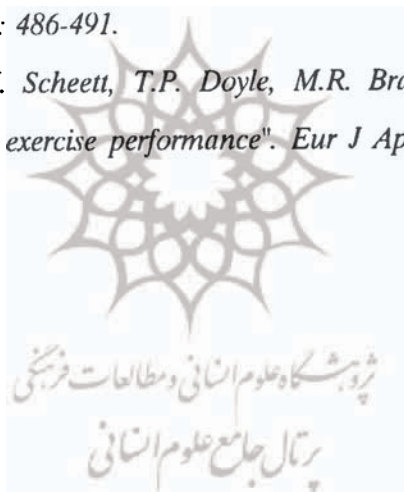 : 486-491.
. Scheett, T.P. Doyle, M.R. Bra
exercise performance". Eur J Ap
پژوهشگاه علوم انسانی و مطالعات فرهنگی
پرتال جامع علوم انسانی